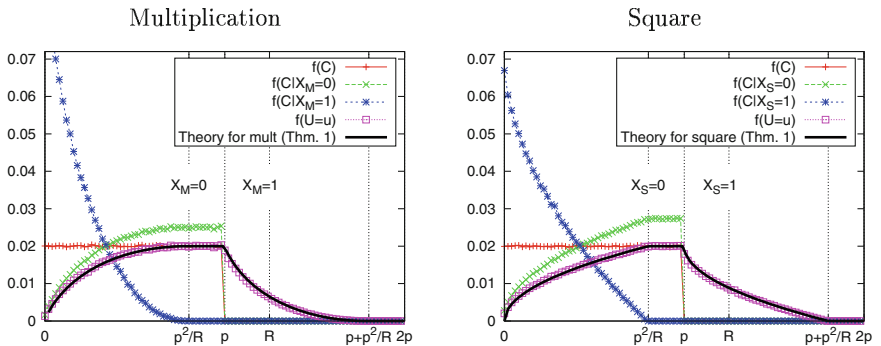 Multiplication
0.07
0.06
0.05
0.04
0.03
0.02
0.01
0
f(C)
f(C|X_M=0)
f(C|X_M=1)
f(U=u)
Theory for mult (Thm. 1)
X_M=0
X_M=1
0
p²/R
p
R
p+p²/R
2p
Square
0.07
0.06
0.05
0.04
0.03
0.02
0.01
0
f(C)
f(C|X_S=0)
f(C|X_S=1)
f(U=u)
Theory for square (Thm. 1)
X_S=0
X_S=1
0
p²/R
p
R
p+p²/R
2p